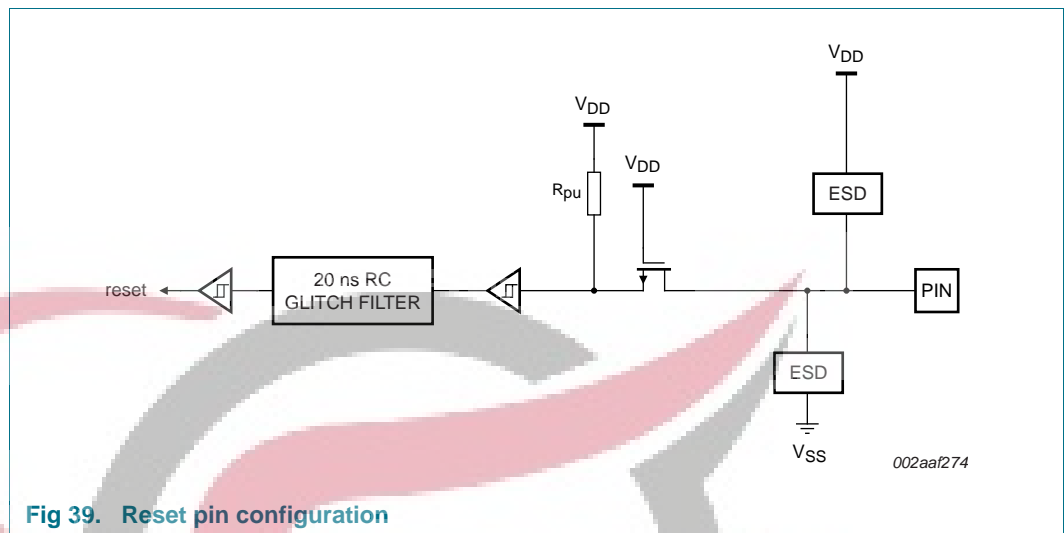 VDD
VDD
VDD
Rpu
ESD
reset
20 ns RC
GLITCH FILTER
PIN
ESD
VSS
002aaf274
Fig 39. Reset pin configuration